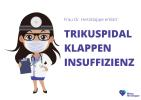 Frau Dr. Herzklappe erklärt
TRIKUSPIDAL
KLAPPEN
INSUFFIZIENZ